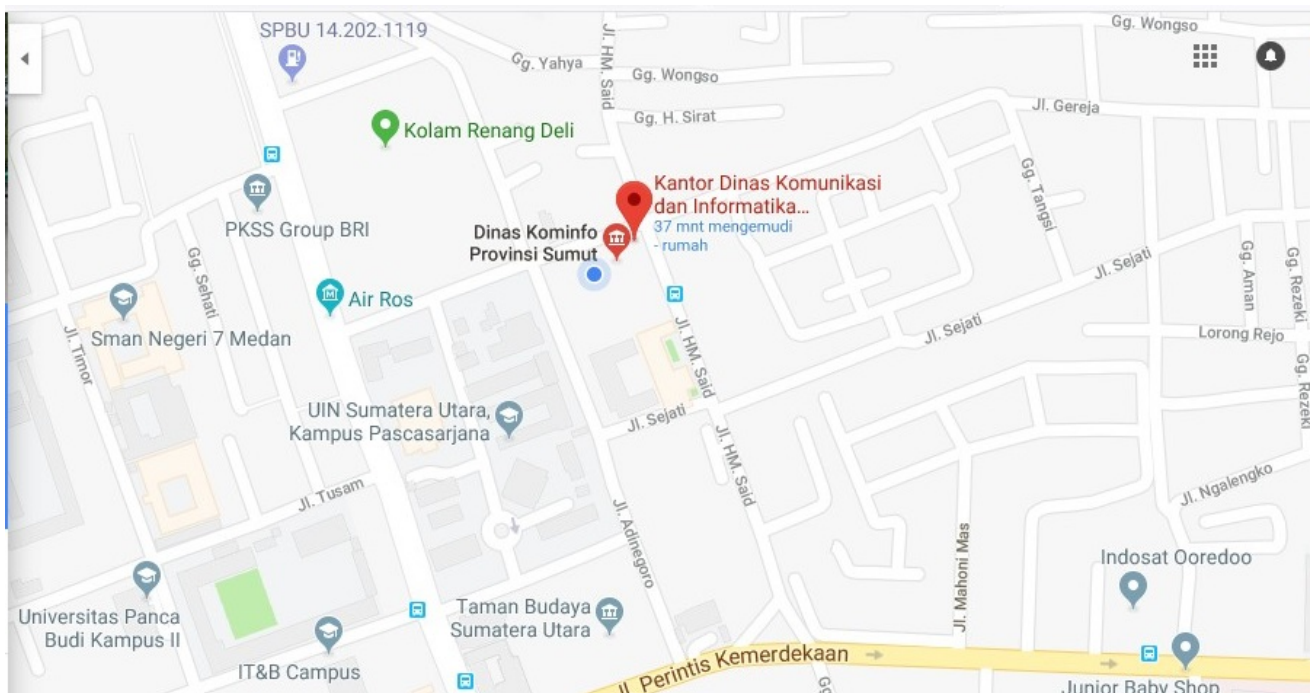 SPBU 14.202.1119
Jl. HM. Said
Gg. Wongso
Gg. Yahya
Gg. Wongso
Jl. Gereja
Gg. H. Sirat
Kolam Renang Deli
Gg. Tangsi
Kantor Dinas Komunikasi
dan Informatika...
37 mnt mengemudi
- rumah
Dinas Kominfo
Provinsi Sumut
PKSS Group BRI
Gg. Sehati
Jl. Sejati
Gg. Aman
Gg. Rezeki
Air Ros
Sman Negeri 7 Medan
Jl. Timor
Jl. HM. Said
Jl. Sejati
Lorong Rejo
Gg. Rezeki
UIN Sumatera Utara,
Kampus Pascasarjana
Jl. Sejati
Jl. HM. Said
Jl. Tusam
Jl. Ngalengko
Jl. Adinegoro
Jl. Mahoni Mas
Indosat Ooredoo
Universitas Panca
Budi Kampus II
Taman Budaya
Sumatera Utara
IT&B Campus
Jl. Perintis Kemerdekaan
Gg
Junior Baby Shop